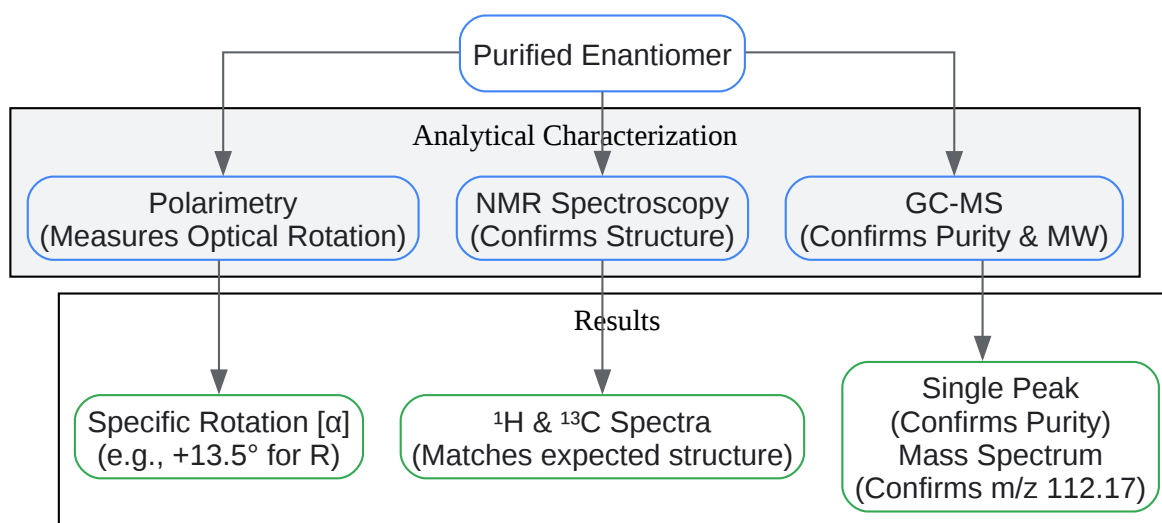 Purified Enantiomer
Analytical Characterization
Polarimetry
(Measures Optical Rotation)
NMR Spectroscopy
(Confirms Structure)
GC-MS
(Confirms Purity & MW)
Results
Specific Rotation [α]
(e.g., +13.5° for R)
¹H & ¹³C Spectra
(Matches expected structure)
Single Peak
(Confirms Purity)
Mass Spectrum
(Confirms m/z 112.17)